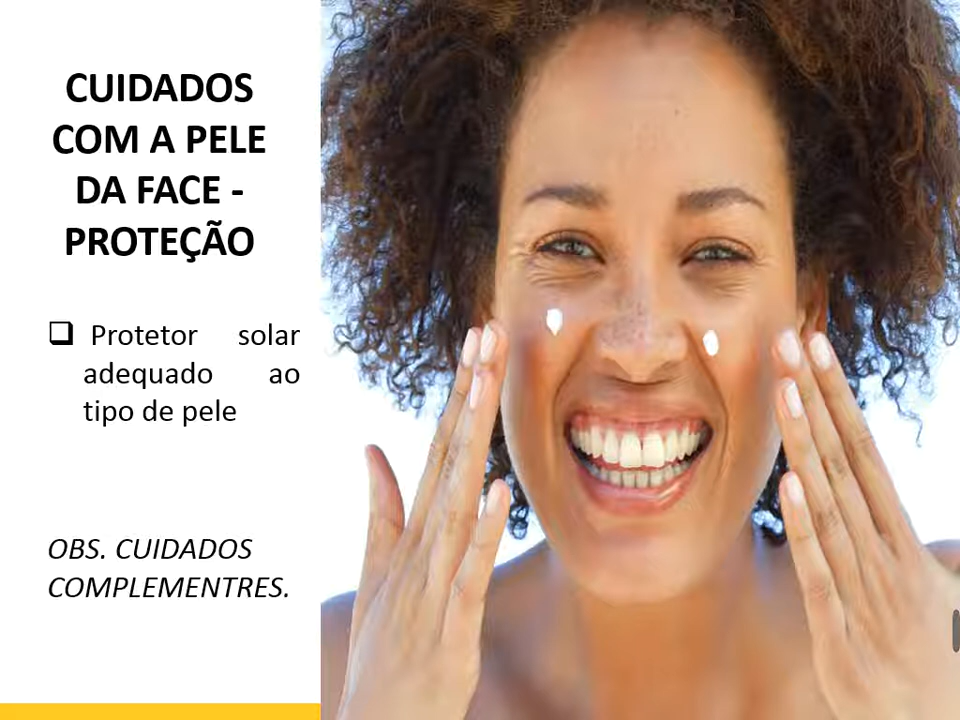 CUIDADOS
COM A PELE
DA FACE -
PROTEÇÃO
❑ Protetor solar
adequado ao
tipo de pele
OBS. CUIDADOS
COMPLEMENTRES.